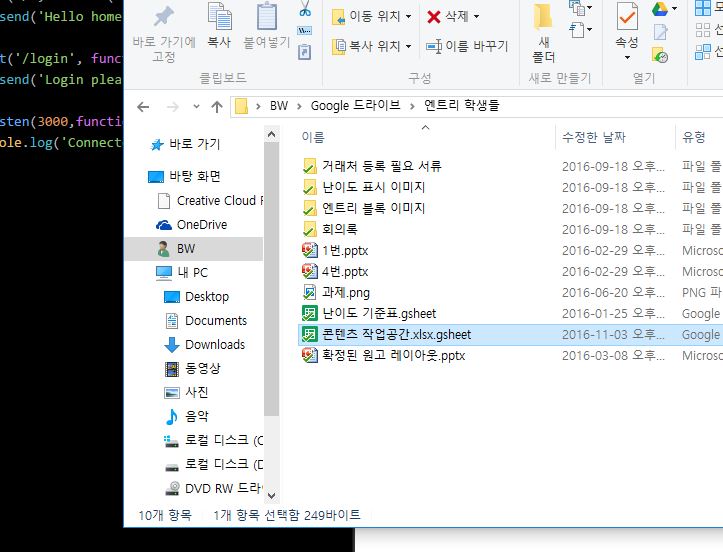 send('Hello home
t('/login', funct
send('Login plea
sten(3000,functio
ole.log('Connect
바로 가기에
고정
복사
붙여넣기
클립보드
이동 위치
복사 위치
삭제
이름 바꾸기
구성
새
폴더
새로 만들기
속성
열기
BW > Google 드라이브 > 엔트리 학생들
이름 수정한 날짜 유형
바로 가기
바탕 화면
Creative Cloud F
OneDrive
BW
내 PC
Desktop
Documents
Downloads
동영상
사진
음악
로컬 디스크 (C
로컬 디스크 (D
DVD RW 드라
거래처 등록 필요 서류 2016-09-18 오후... 파일 폴
난이도 표시 이미지 2016-09-18 오후... 파일 폴
엔트리 블록 이미지 2016-09-18 오후... 파일 폴
회의록 2016-09-18 오후... 파일 폴
1번.pptx 2016-02-29 오후... Microso
4번.pptx 2016-02-29 오후... Microso
과제.png 2016-06-20 오후... PNG 파
난이도 기준표.gsheet 2016-01-25 오후... Google
콘텐츠 작업공간.xlsx.gsheet 2016-11-03 오후... Google
확정된 원고 레이아웃.pptx 2016-03-08 오후... Microso
10개 항목 1개 항목 선택함 249바이트